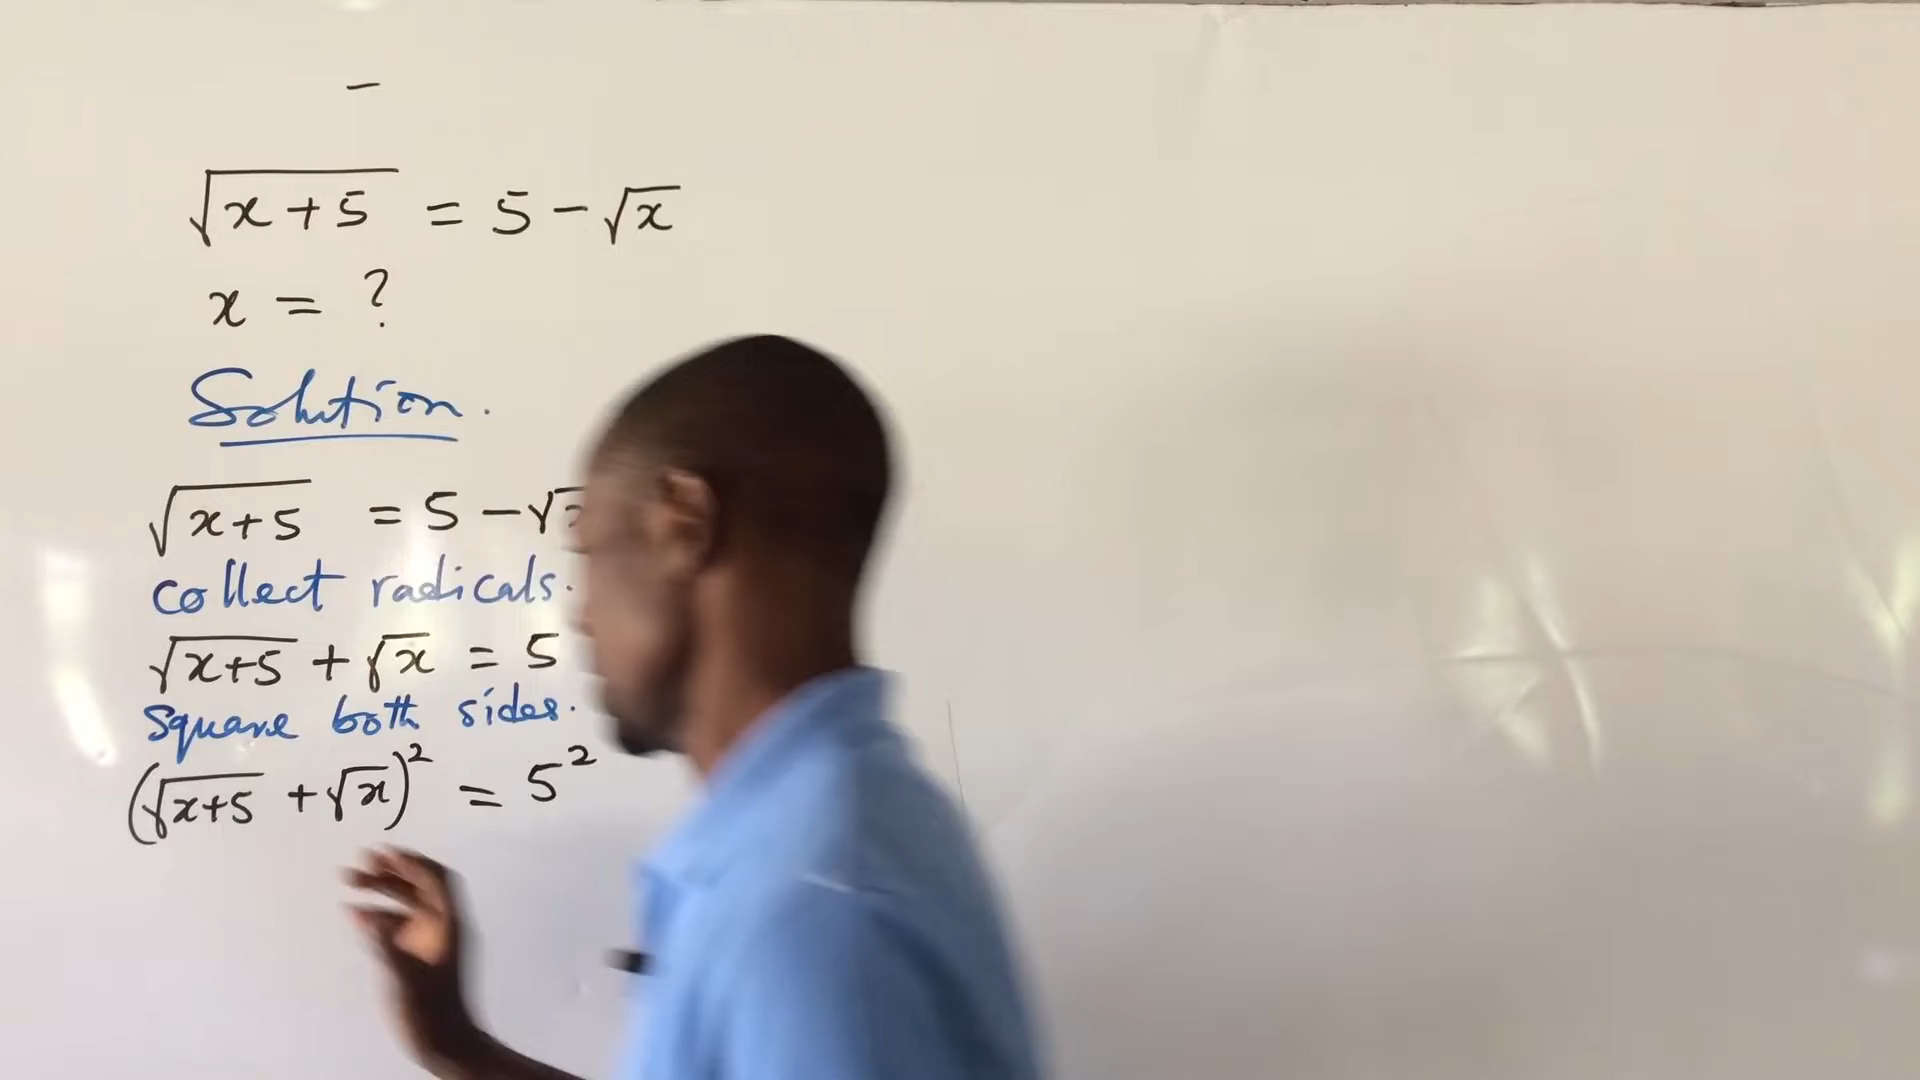 √(x+5) = 5 - √x
x = ?
Solution.
√(x+5) = 5 - √
collect radicals.
√(x+5) + √x = 5
Square both sides.
(√(x+5) + √x)² = 5²